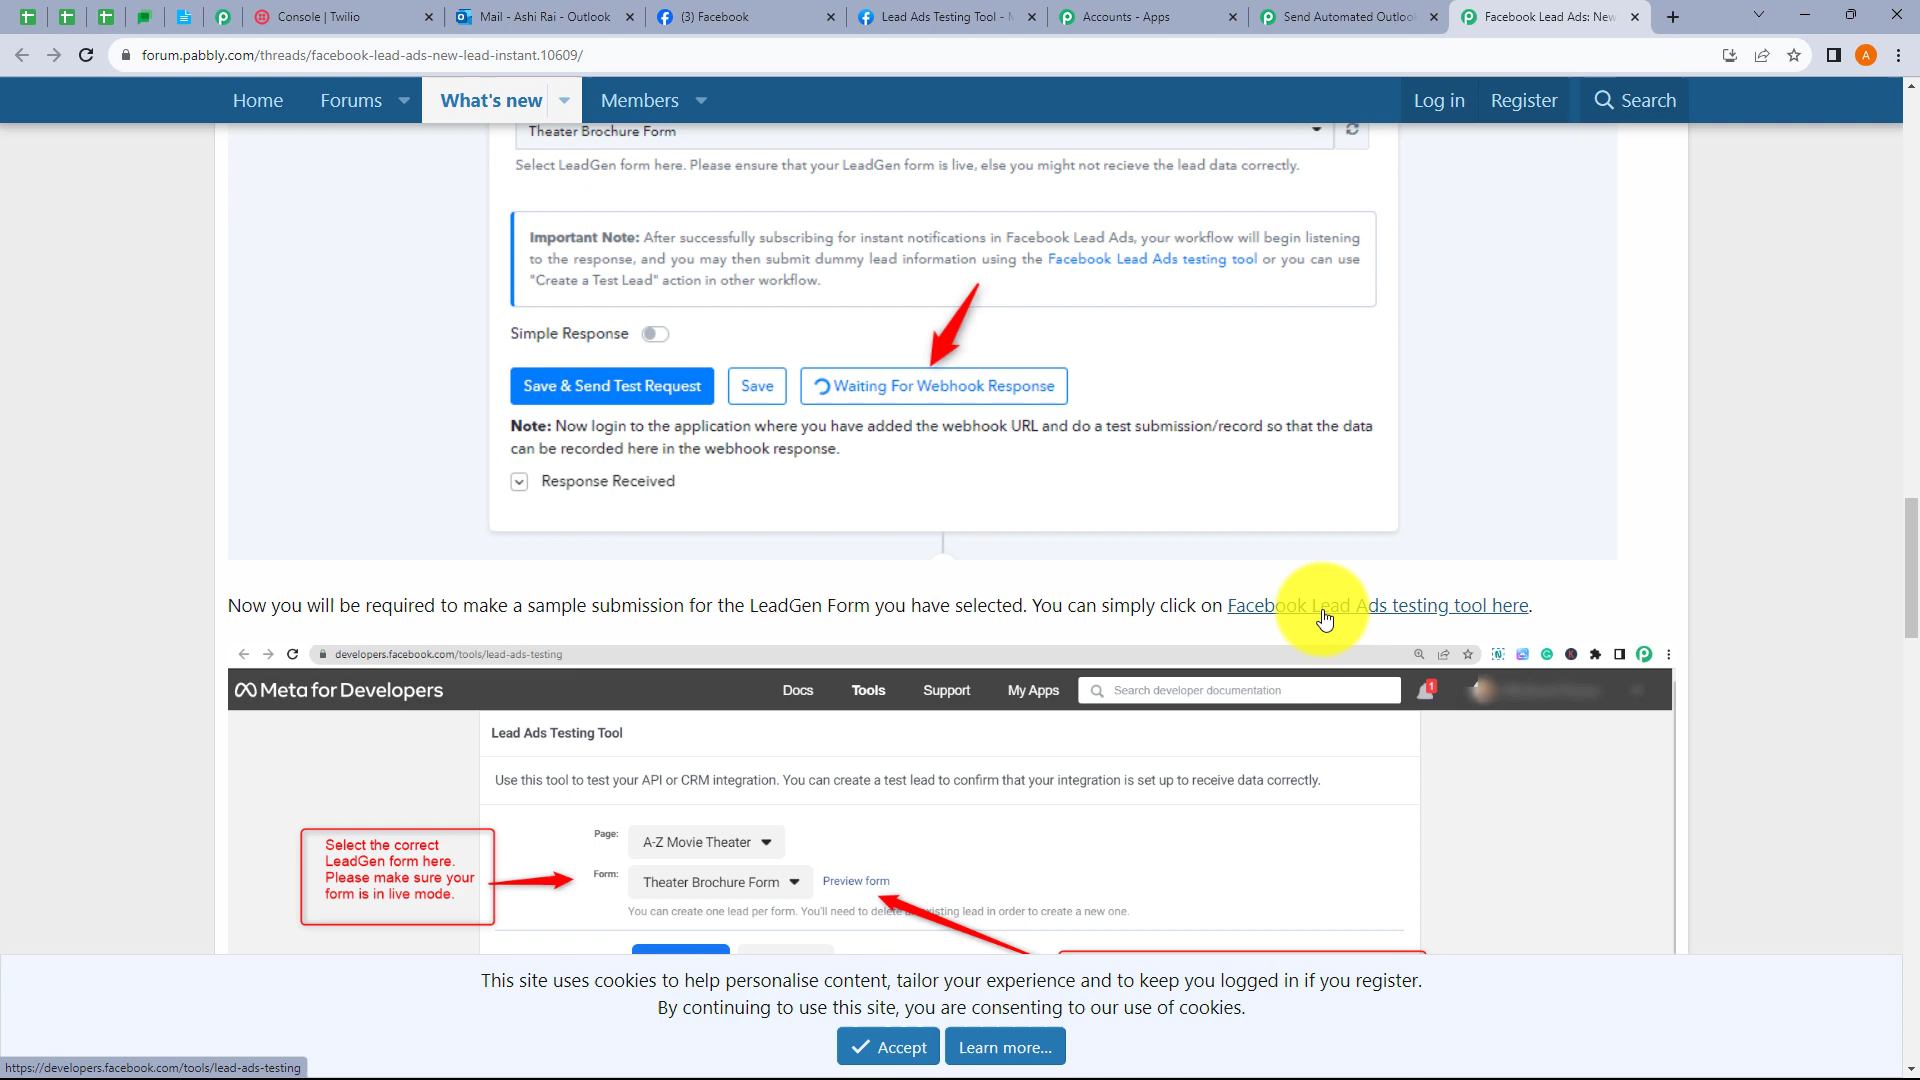 Console | Twilio
Mail - Ashi Rai - Outlook
(3) Facebook
Lead Ads Testing Tool -
Accounts - Apps
Send Automated Outloo
Facebook Lead Ads: New
forum.pabbly.com/threads/facebook-lead-ads-new-lead-instant.10609/
A
Home
Forums
What's new
Members
Log in
Register
Search
Theater Brochure Form
Select LeadGen form here. Please ensure that your LeadGen form is live, else you might not recieve the lead data correctly.
Important Note: After successfully subscribing for instant notifications in Facebook Lead Ads, your workflow will begin listening
to the response, and you may then submit dummy lead information using the Facebook Lead Ads testing tool or you can use
"Create a Test Lead" action in other workflow.
Simple Response
Save & Send Test Request
Save
Waiting For Webhook Response
Note: Now login to the application where you have added the webhook URL and do a test submission/record so that the data
can be recorded here in the webhook response.
Response Received
Now you will be required to make a sample submission for the LeadGen Form you have selected. You can simply click on Facebook Lead Ads testing tool here.
developers.facebook.com/tools/lead-ads-testing
Meta for Developers
Docs
Tools
Support
My Apps
Search developer documentation
1
Lead Ads Testing Tool
Use this tool to test your API or CRM integration. You can create a test lead to confirm that your integration is set up to receive data correctly.
Select the correct
LeadGen form here.
Please make sure your
form is in live mode.
Page:
A-Z Movie Theater
Form:
Theater Brochure Form
Preview form
You can create one lead per form. You'll need to delete existing lead in order to create a new one.
This site uses cookies to help personalise content, tailor your experience and to keep you logged in if you register.
By continuing to use this site, you are consenting to our use of cookies.
Accept
Learn more...
https://developers.facebook.com/tools/lead-ads-testing